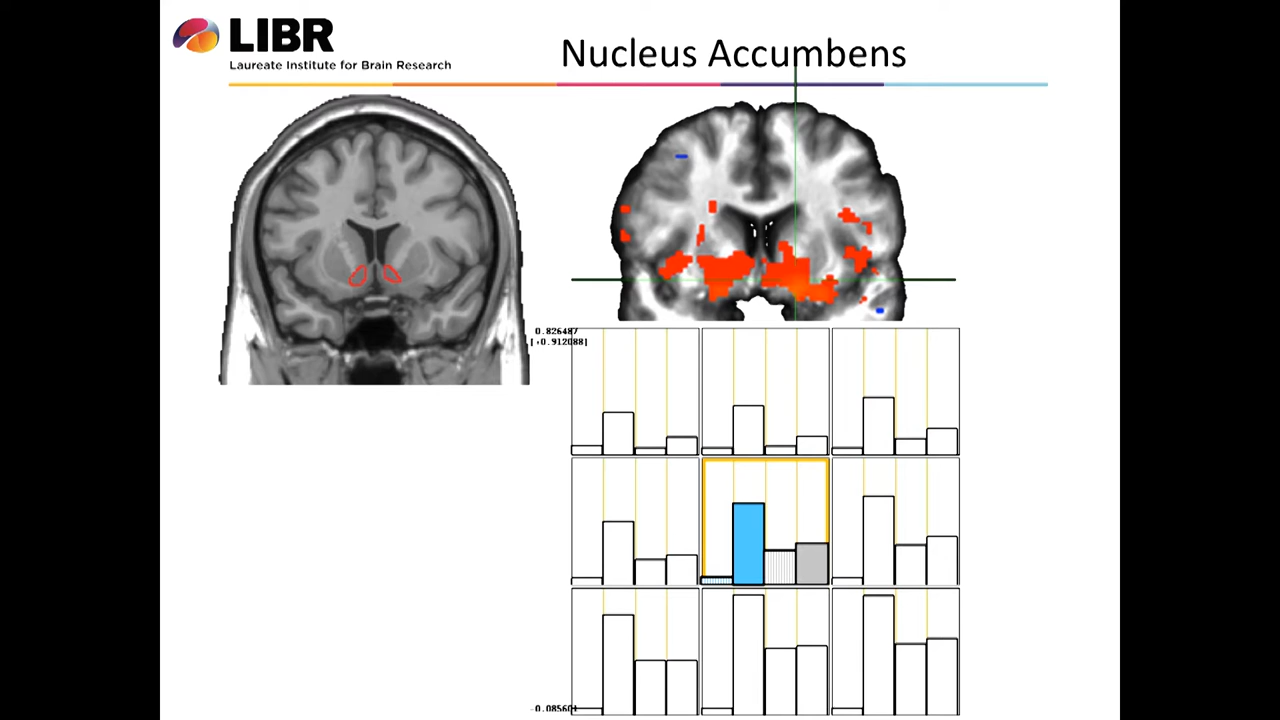 LIBR
Laureate Institute for Brain Research
Nucleus Accumbens
0.826487
[+0.912088]
-0.085601